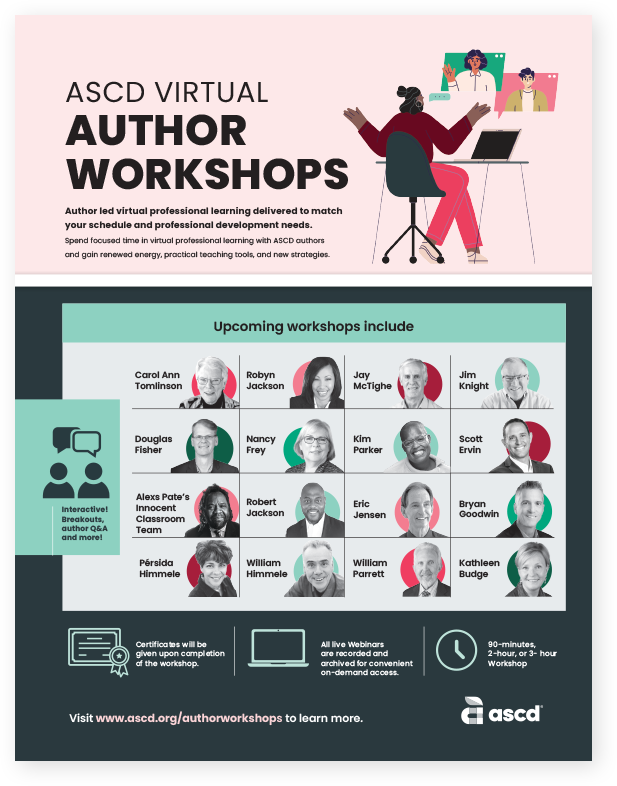 ASCD VIRTUAL
AUTHOR
WORKSHOPS
Author led virtual professional learning delivered to match
your schedule and professional development needs.
Spend focused time in virtual professional learning with ASCD authors
and gain renewed energy, practical teaching tools, and new strategies.
Upcoming workshops include
Carol Ann
Tomlinson
Robyn
Jackson
Jay
McTighe
Jim
Knight
Douglas
Fisher
Nancy
Frey
Kim
Parker
Scott
Ervin
Alexs Pate's
Innocent
Classroom
Team
Robert
Jackson
Eric
Jensen
Bryan
Goodwin
Pérsida
Himmele
William
Himmele
William
Parrett
Kathleen
Budge
Interactive!
Breakouts,
author Q&A
and more!
Certificates will be
given upon completion
of the workshop.
All live Webinars
are recorded and
archived for convenient
on-demand access.
90-minutes,
2-hour, or 3- hour
Workshop
Visit www.ascd.org/authorworkshops to learn more.
ascd